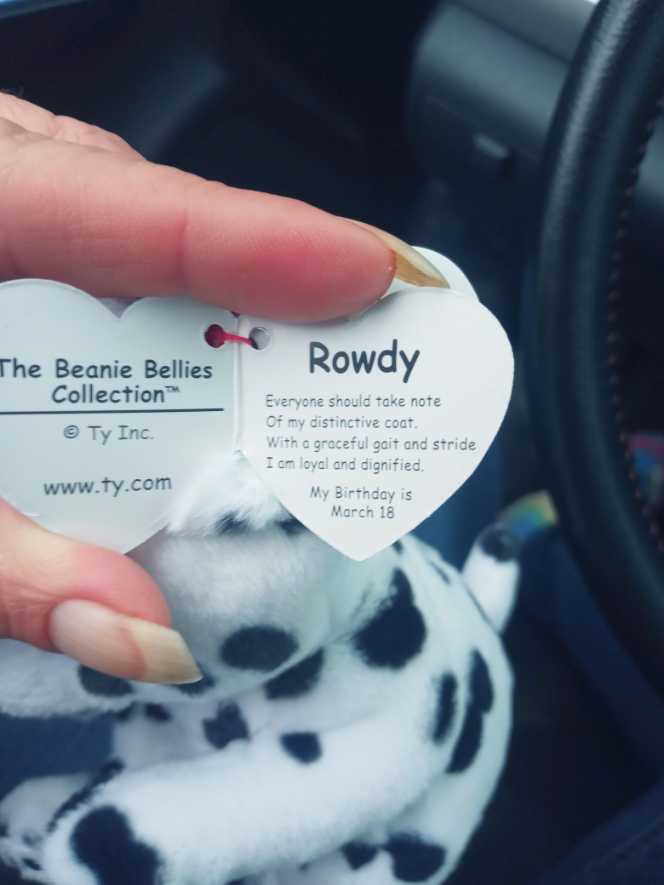 The Beanie Bellies
Collection™
© Ty Inc.
www.ty.com
Rowdy
Everyone should take note
Of my distinctive coat.
With a graceful gait and stride
I am loyal and dignified.
My Birthday is
March 18